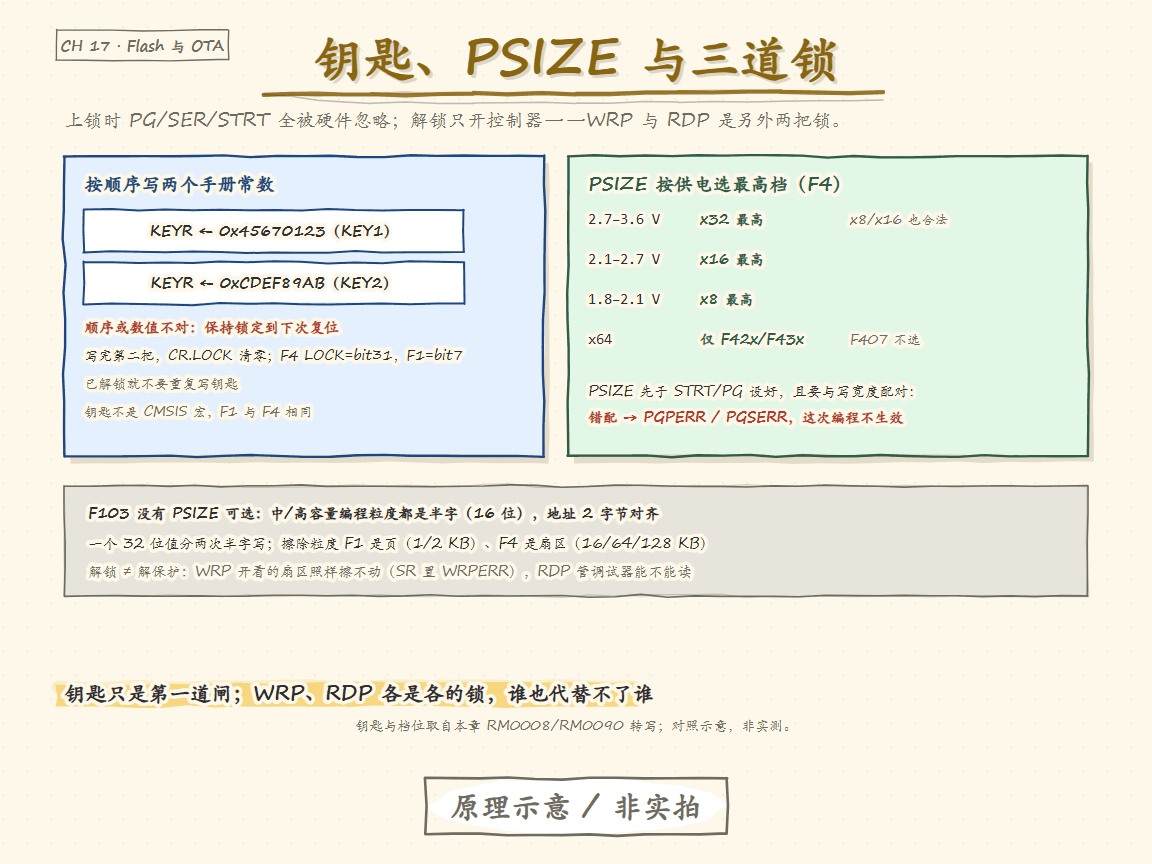 CH 17 · Flash 与 OTA
钥匙、PSIZE 与三道锁
上锁时 PG/SER/STRT 全被硬件忽略；解锁只开控制器——WRP 与 RDP 是另外两把锁。
按顺序写两个手册常数
KEYR ← 0x45670123（KEY1）
KEYR ← 0xCDEF89AB（KEY2）
顺序或数值不对：保持锁定到下次复位
写完第二把，CR.LOCK 清零；F4 LOCK=bit31，F1=bit7
已解锁就不要重复写钥匙
钥匙不是 CMSIS 宏，F1 与 F4 相同
PSIZE 按供电选最高档（F4）
2.7–3.6 V x32 最高 x8/x16 也合法
2.1–2.7 V x16 最高
1.8–2.1 V x8 最高
x64 仅 F42x/F43x F407 不选
PSIZE 先于 STRT/PG 设好，且要与写宽度配对：
错配 → PGPERR / PGSERR，这次编程不生效
F103 没有 PSIZE 可选：中/高容量编程粒度都是半字（16 位），地址 2 字节对齐
一个 32 位值分两次半字写；擦除粒度 F1 是页（1/2 KB）、F4 是扇区（16/64/128 KB）
解锁 ≠ 解保护：WRP 开着的扇区照样擦不动（SR 置 WRPERR），RDP 管调试器能不能读
钥匙只是第一道闸；WRP、RDP 各是各的锁，谁也代替不了谁
钥匙与档位取自本章 RM0008/RM0090 转写；对照示意，非实测。
原理示意 / 非实拍